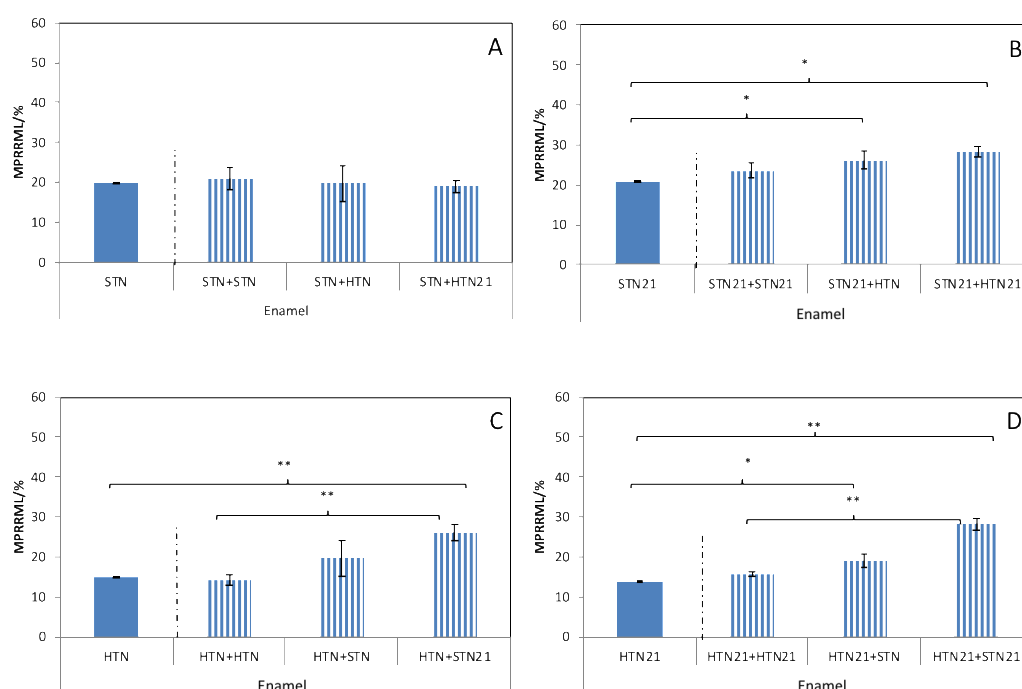 A
MPRRML/%
60
50
40
30
20
10
0
STN STN+STN STN+HTN STN+HTN21
Enamel
B
MPRRML/%
60
50
40
30
20
10
0
*
*
STN21 STN21+STN21 STN21+HTN STN21+HTN21
Enamel
C
MPRRML/%
60
50
40
30
20
10
0
**
**
HTN HTN+HTN HTN+STN HTN+STN21
Enamel
D
MPRRML/%
60
50
40
30
20
10
0
**
*
**
HTN21 HTN21+HTN21 HTN21+STN HTN21+STN21
Enamel